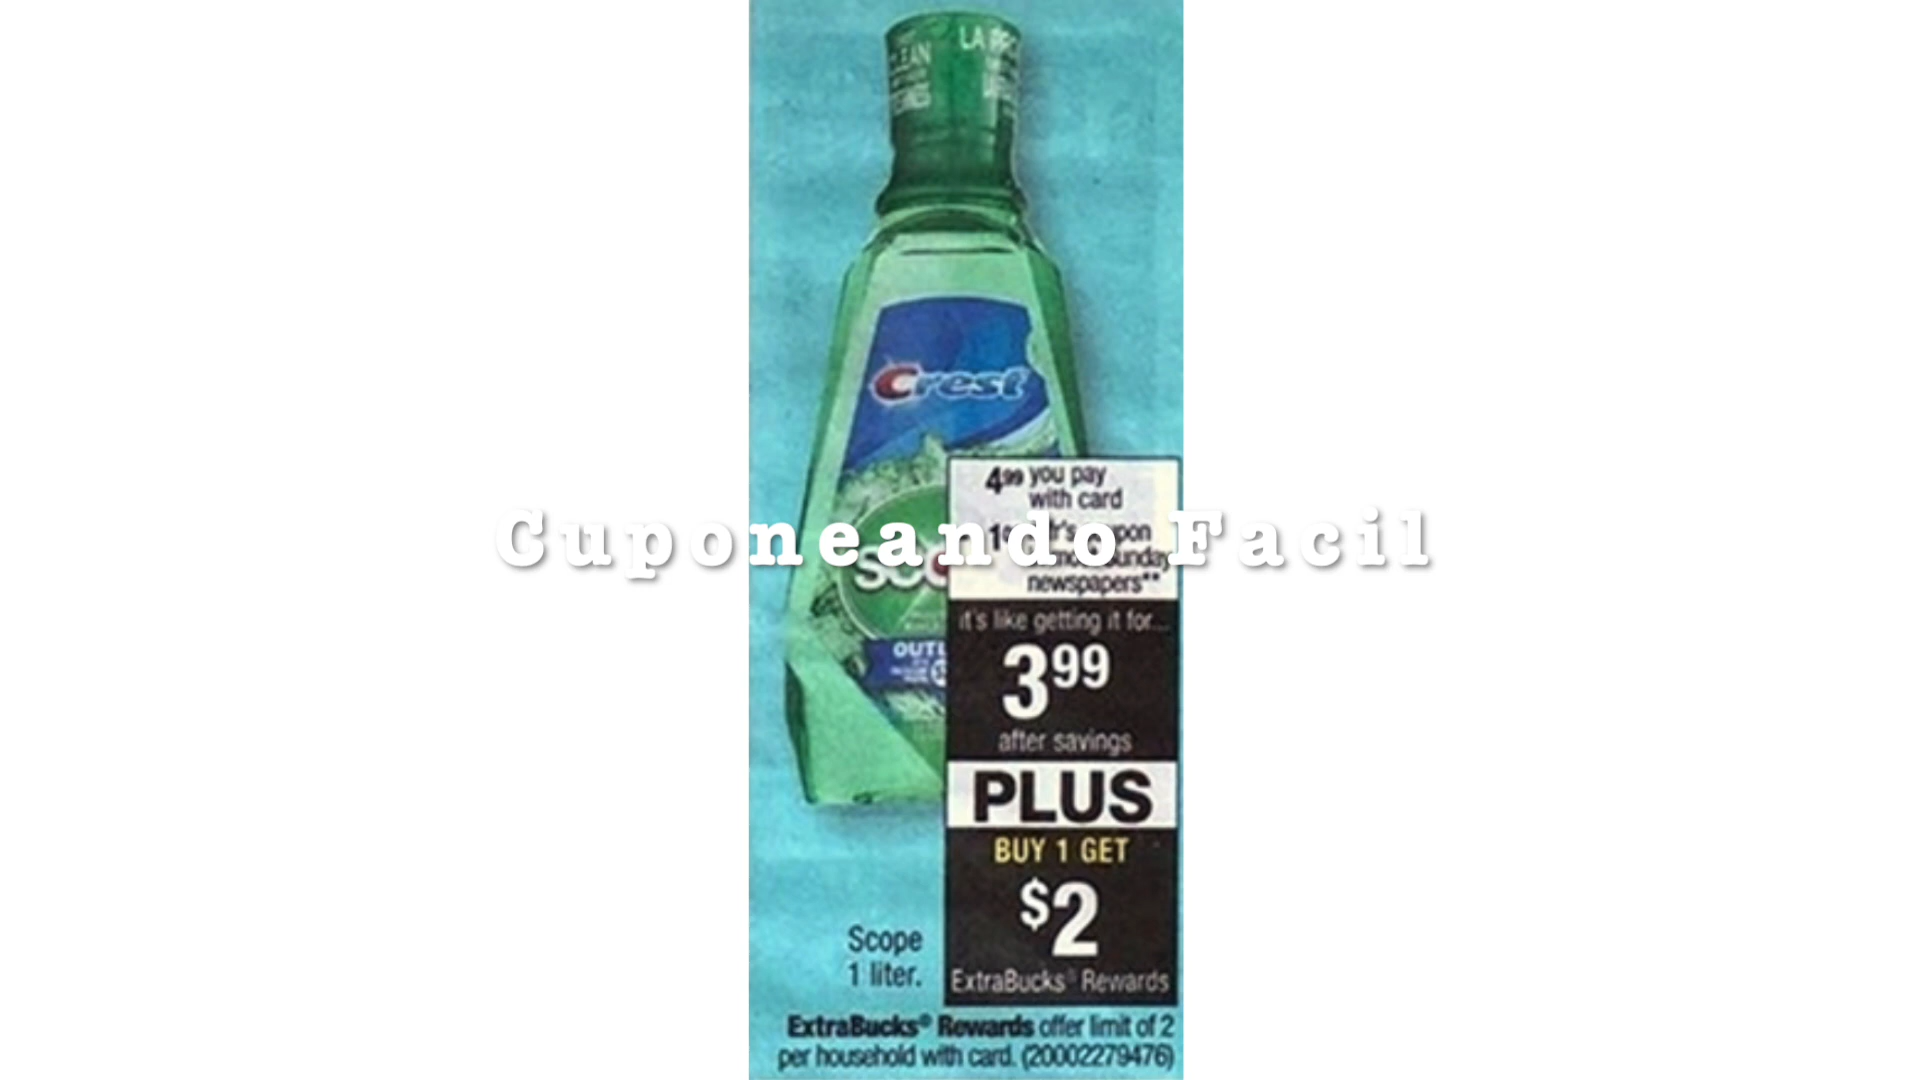 LA
Crest
4.99 you pay
with card
newspapers**
it's like getting it for...
3.99
after savings
PLUS
BUY 1 GET
$2
ExtraBucks® Rewards
Scope
1 liter.
ExtraBucks® Rewards offer limit of 2
per household with card. (20002279476)
Cuponeando Facil